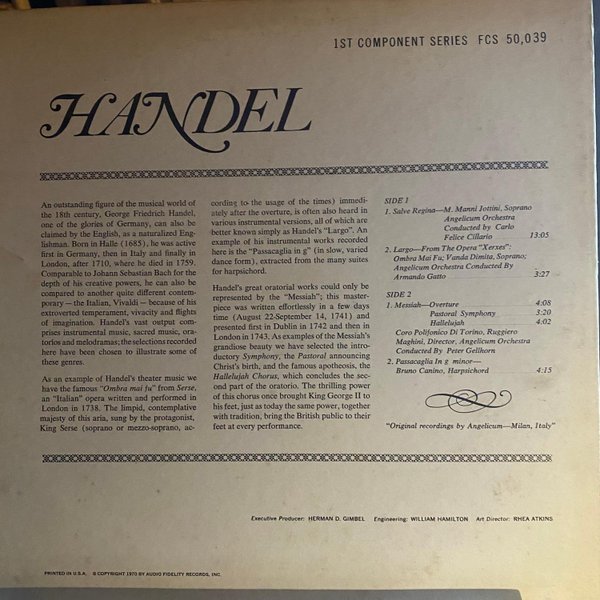 1ST COMPONENT SERIES FCS 50,039
HANDEL
An outstanding figure of the musical world of
the 18th century, George Friedrich Handel,
one of the glories of Germany, can also be
claimed by the English, as a naturalized Eng-
lishman. Born in Halle (1685), he was active
first in Germany, then in Italy and finally in
London, after 1710, where he died in 1759.
Comparable to Johann Sebastian Bach for the
depth of his creative powers, he can also be
compared to another quite different contem-
porary — the Italian, Vivaldi — because of his
extroverted temperament, vivacity and flights
of imagination. Handel's vast output com-
prises instrumental music, sacred music, ora-
torios and melodramas; the selections recorded
here have been chosen to illustrate some of
these genres.
As an example of Handel's theater music we
have the famous "Ombra mai fu" from Serse,
an "Italian" opera written and performed in
London in 1738. The limpid, contemplative
majesty of this aria, sung by the protagonist,
King Serse (soprano or mezzo-soprano, ac-
cording to the usage of the times) immedi-
ately after the overture, is often also heard in
various instrumental versions, all of which are
better known simply as Handel's "Largo". An
example of his instrumental works recorded
here is the "Passacaglia in g" (in slow, varied
dance form), extracted from the many suites
for harpsichord.
Handel's great oratorial works could only be
represented by the "Messiah"; this master-
piece was written effortlessly in a few days
time (August 22-September 14, 1741) and
presented first in Dublin in 1742 and then in
London in 1743. As examples of the Messiah's
grandiose beauty we have selected the intro-
ductory Symphony, the Pastoral announcing
Christ's birth, and the famous apotheosis, the
Hallelujah Chorus, which concludes the sec-
ond part of the oratorio. The thrilling power
of this chorus once brought King George II to
his feet, just as today the same power, together
with tradition, bring the British public to their
feet at every performance.
SIDE 1
1. Salve Regina—M. Manni Jottini, Soprano
Angelicum Orchestra
Conducted by Carlo
Felice Cillario 13:05
2. Largo—From The Opera "Xerxes":
Ombra Mai Fu; Vanda Dimita, Soprano;
Angelicum Orchestra Conducted By
Armando Gatto 3:27
SIDE 2
1. Messiah—Overture 4:08
Pastoral Symphony 3:20
Hallelujah 4:02
Coro Polifonico Di Torino, Ruggiero
Maghini, Director, Angelicum Orchestra
Conducted By Peter Gellhorn
2. Passacaglia In g minor—
Bruno Canino, Harpsichord 4:15
"Original recordings by Angelicum—Milan, Italy"
Executive Producer: HERMAN D. GIMBEL Engineering: WILLIAM HAMILTON Art Director: RHEA ATKINS
PRINTED IN U.S.A. © COPYRIGHT 1970 BY AUDIO FIDELITY RECORDS, INC.